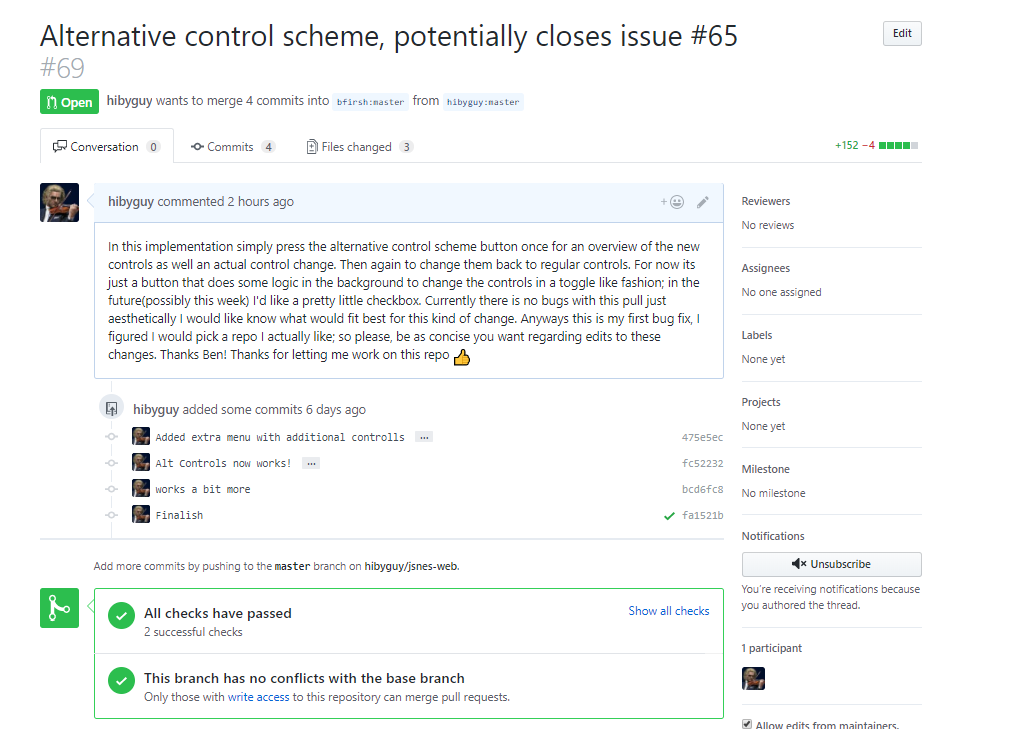 Alternative control scheme, potentially closes issue #65
#69
Edit
Open
hibyguy wants to merge 4 commits into bfirsh:master from hibyguy:master
Conversation 0
Commits 4
Files changed 3
+152 −4
hibyguy commented 2 hours ago
In this implementation simply press the alternative control scheme button once for an overview of the new
controls as well an actual control change. Then again to change them back to regular controls. For now its
just a button that does some logic in the background to change the controls in a toggle like fashion; in the
future(possibly this week) I'd like a pretty little checkbox. Currently there is no bugs with this pull just
aesthetically I would like know what would fit best for this kind of change. Anyways this is my first bug fix, I
figured I would pick a repo I actually like; so please, be as concise you want regarding edits to these
changes. Thanks Ben! Thanks for letting me work on this repo
hibyguy added some commits 6 days ago
Added extra menu with additional controlls ... 475e5ec
Alt Controls now works! ... fc52232
works a bit more bcd6fc8
Finalish fa1521b
Add more commits by pushing to the master branch on hibyguy/jsnes-web.
All checks have passed
2 successful checks
Show all checks
This branch has no conflicts with the base branch
Only those with write access to this repository can merge pull requests.
Reviewers
No reviews
Assignees
No one assigned
Labels
None yet
Projects
None yet
Milestone
No milestone
Notifications
Unsubscribe
You're receiving notifications because
you authored the thread.
1 participant
Allow edits from maintainers.